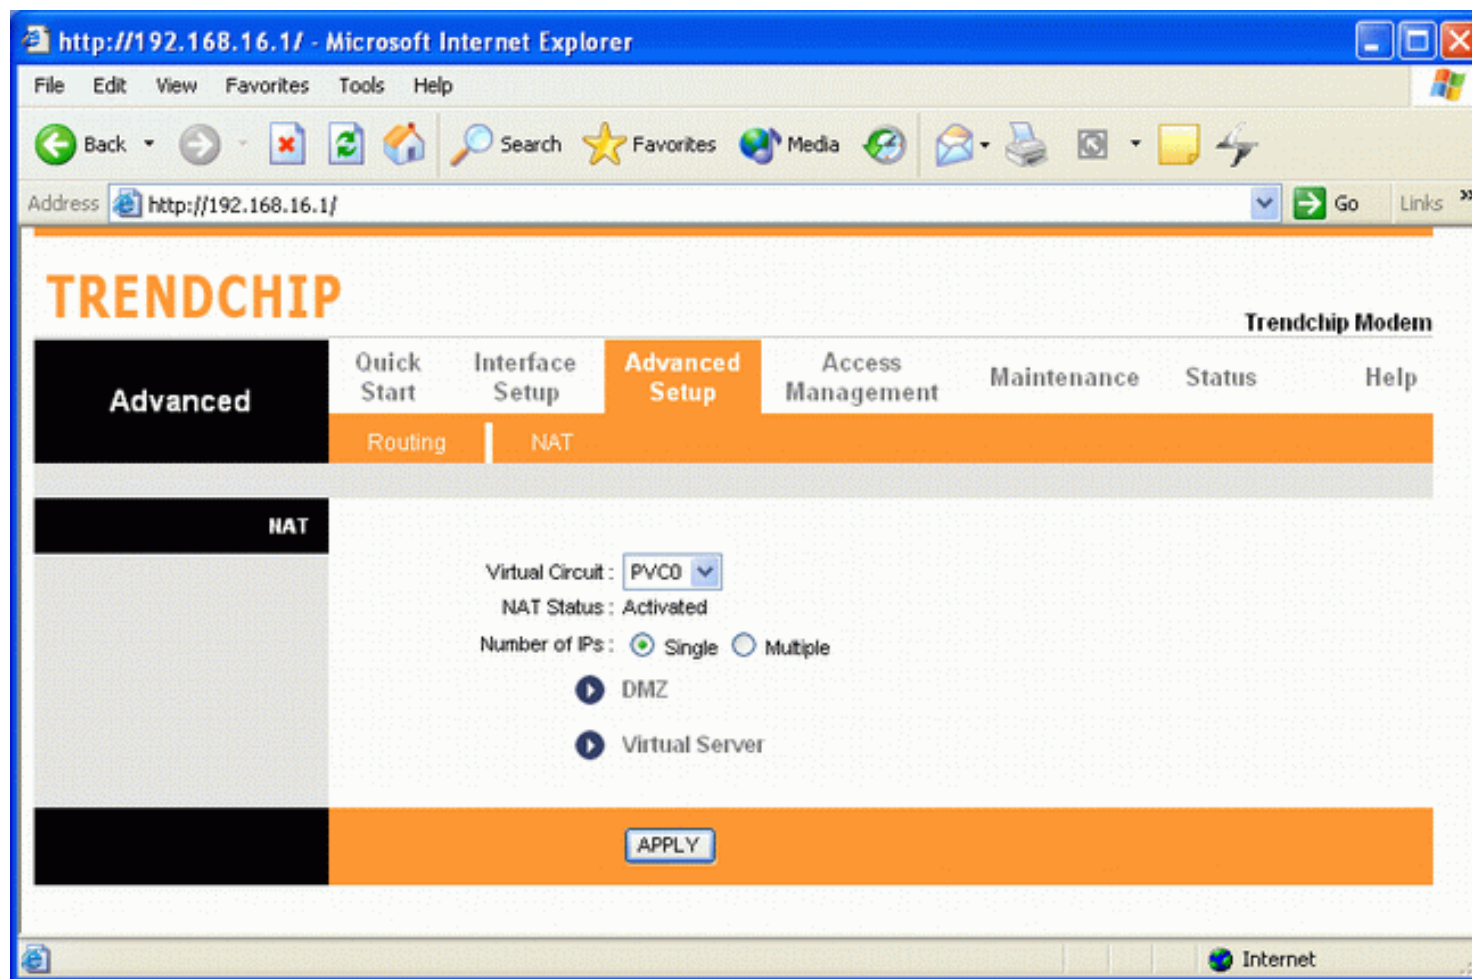 http://192.168.16.1/ - Microsoft Internet Explorer
File Edit View Favorites Tools Help
Back Search Favorites Media
Address http://192.168.16.1/ Go Links »
TRENDCHIP
Trendchip Modem
Advanced
Quick Start Interface Setup Advanced Setup Access Management Maintenance Status Help
Routing NAT
NAT
Virtual Circuit : PVC0
NAT Status : Activated
Number of IPs : Single Multiple
DMZ
Virtual Server
APPLY
Internet